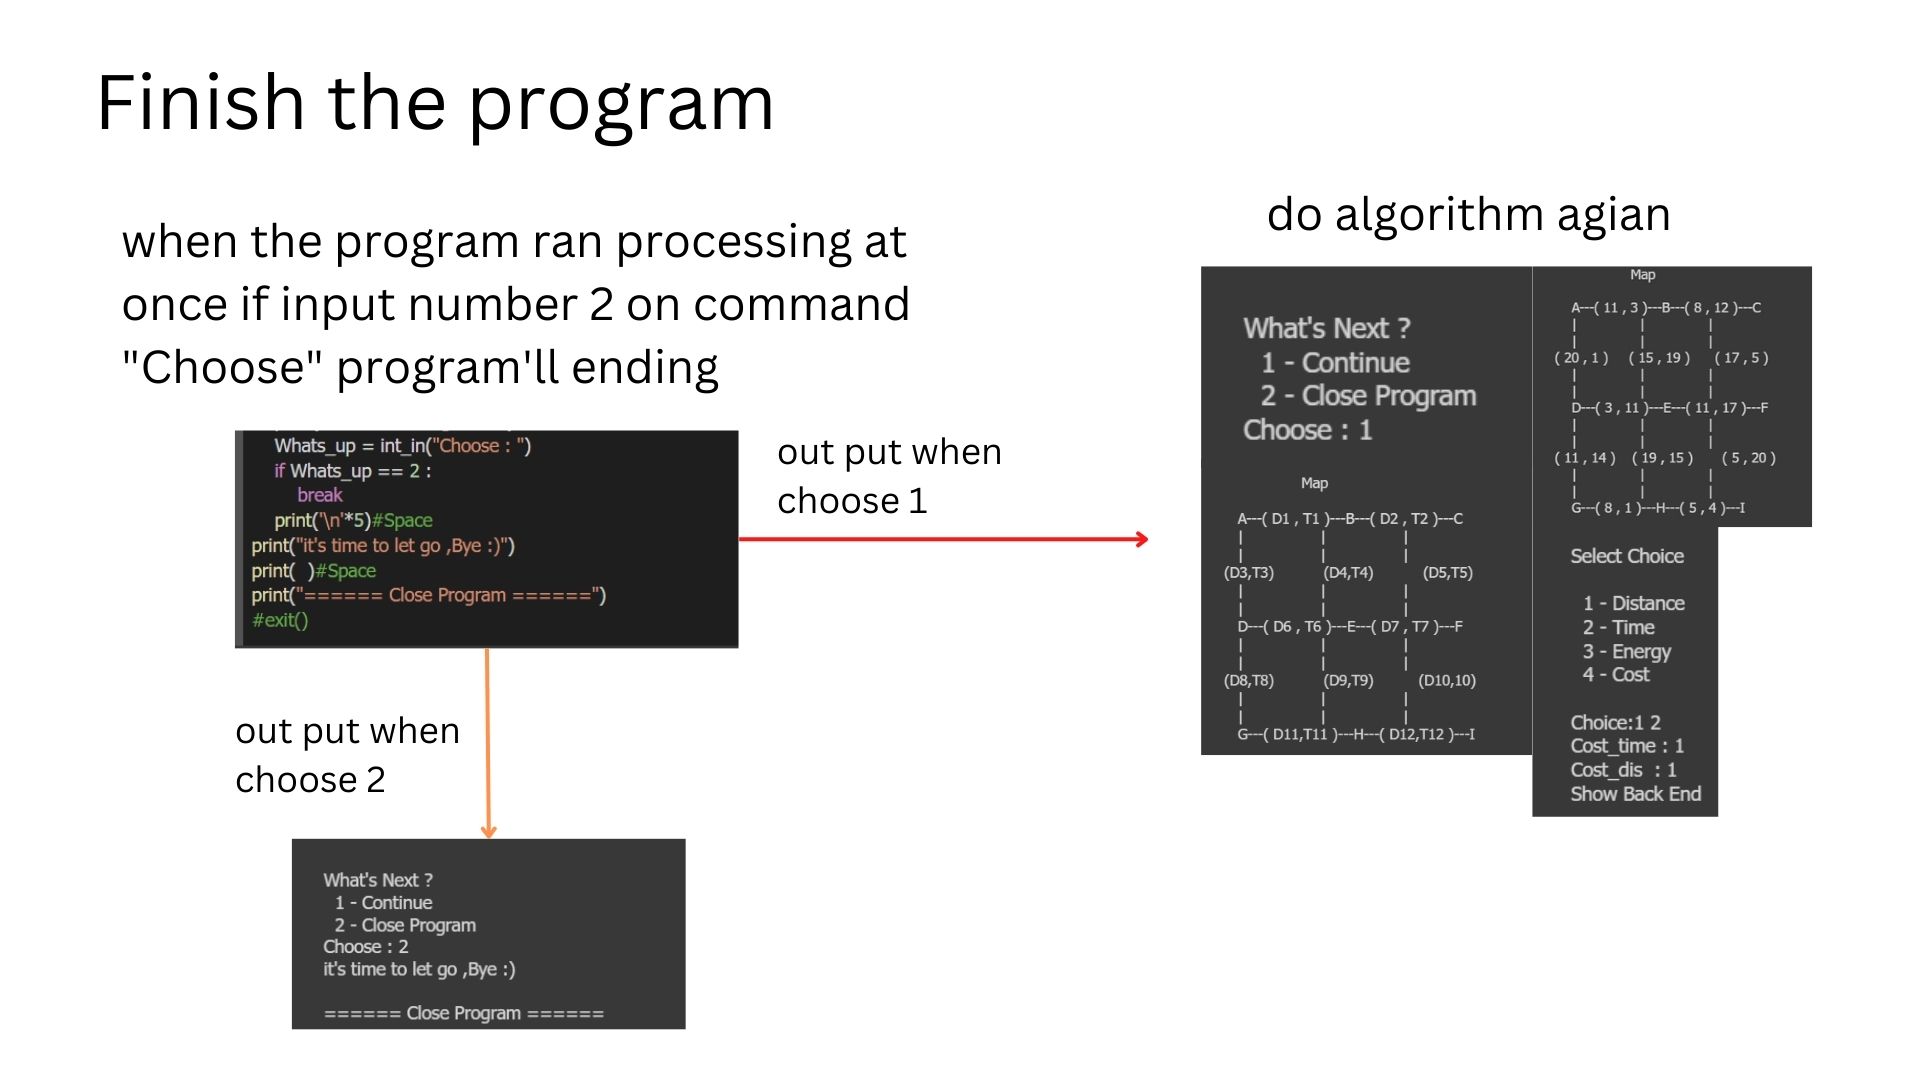 Finish the program
when the program ran processing at
once if input number 2 on command
"Choose" program'll ending
Whats_up = int_in("Choose : ")
if Whats_up == 2 :
break
print('\n'*5)#Space
print("it's time to let go ,Bye :)")
print(  )#Space
print("====== Close Program ======")
#exit()
out put when
choose 1
out put when
choose 2
What's Next ?
1 - Continue
2 - Close Program
Choose : 2
it's time to let go ,Bye :)
====== Close Program ======
do algorithm agian
What's Next ?
1 - Continue
2 - Close Program
Choose : 1
Map
A---( D1 , T1 )---B---( D2 , T2 )---C
|          |          |
|          |          |
(D3,T3)     (D4,T4)     (D5,T5)
|          |          |
|          |          |
D---( D6 , T6 )---E---( D7 , T7 )---F
|          |          |
|          |          |
(D8,T8)     (D9,T9)     (D10,10)
|          |          |
|          |          |
G---( D11,T11 )---H---( D12,T12 )---I
Map
A---( 11 , 3 )---B---( 8 , 12 )---C
|          |          |
|          |          |
( 20 , 1 )   ( 15 , 19 )   ( 17 , 5 )
|          |          |
|          |          |
D---( 3 , 11 )---E---( 11 , 17 )---F
|          |          |
|          |          |
( 11 , 14 )   ( 19 , 15 )   ( 5 , 20 )
|          |          |
|          |          |
G---( 8 , 1 )---H---( 5 , 4 )---I
Select Choice
1 - Distance
2 - Time
3 - Energy
4 - Cost
Choice:1 2
Cost_time : 1
Cost_dis  : 1
Show Back End